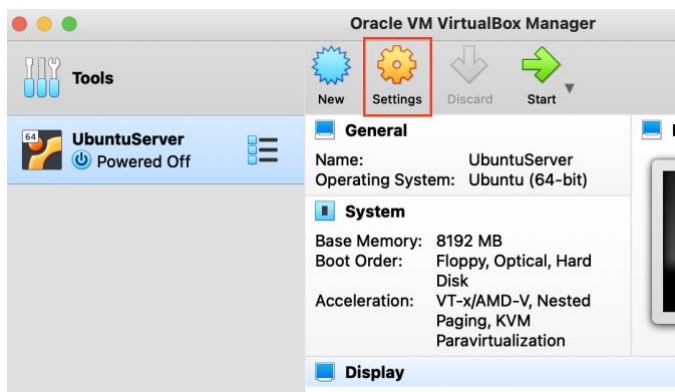 Oracle VM VirtualBox Manager
Tools
New
Settings
Discard
Start
64
UbuntuServer
Powered Off
General
Name: UbuntuServer
Operating System: Ubuntu (64-bit)
System
Base Memory: 8192 MB
Boot Order: Floppy, Optical, Hard
Disk
Acceleration: VT-x/AMD-V, Nested
Paging, KVM
Paravirtualization
Display